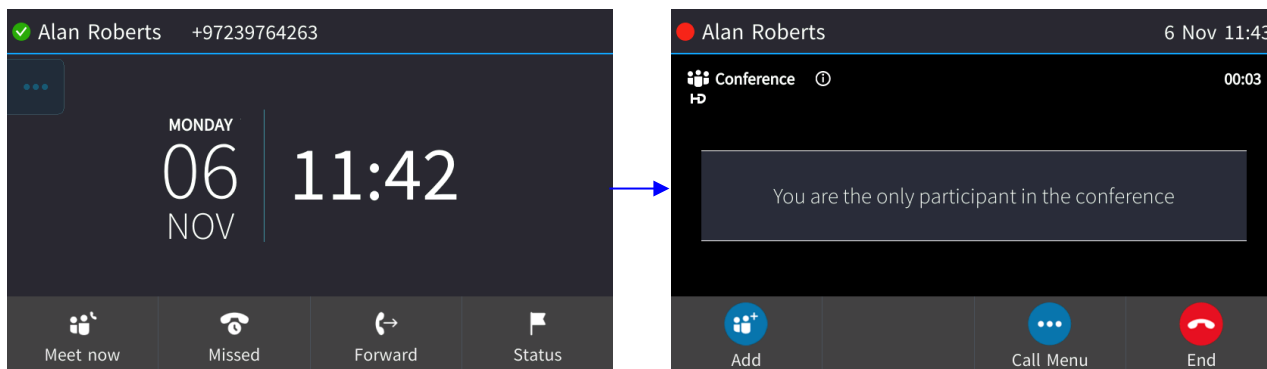 Alan Roberts +97239764263
MONDAY
06
NOV
11:42
Meet now Missed Forward Status
Alan Roberts 6 Nov 11:43
Conference 00:03
HD
You are the only participant in the conference
Add Call Menu End